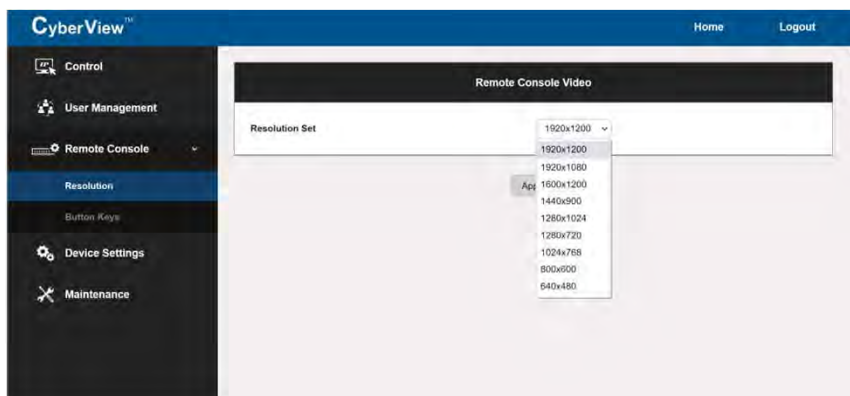 CyberView™
Home Logout
Control
User Management
Remote Console
Resolution
Button Keys
Device Settings
Maintenance
Remote Console Video
Resolution Set 1920x1200
1920x1200
1920x1080
1600x1200
1440x900
1280x1024
1280x720
1024x768
800x600
640x480